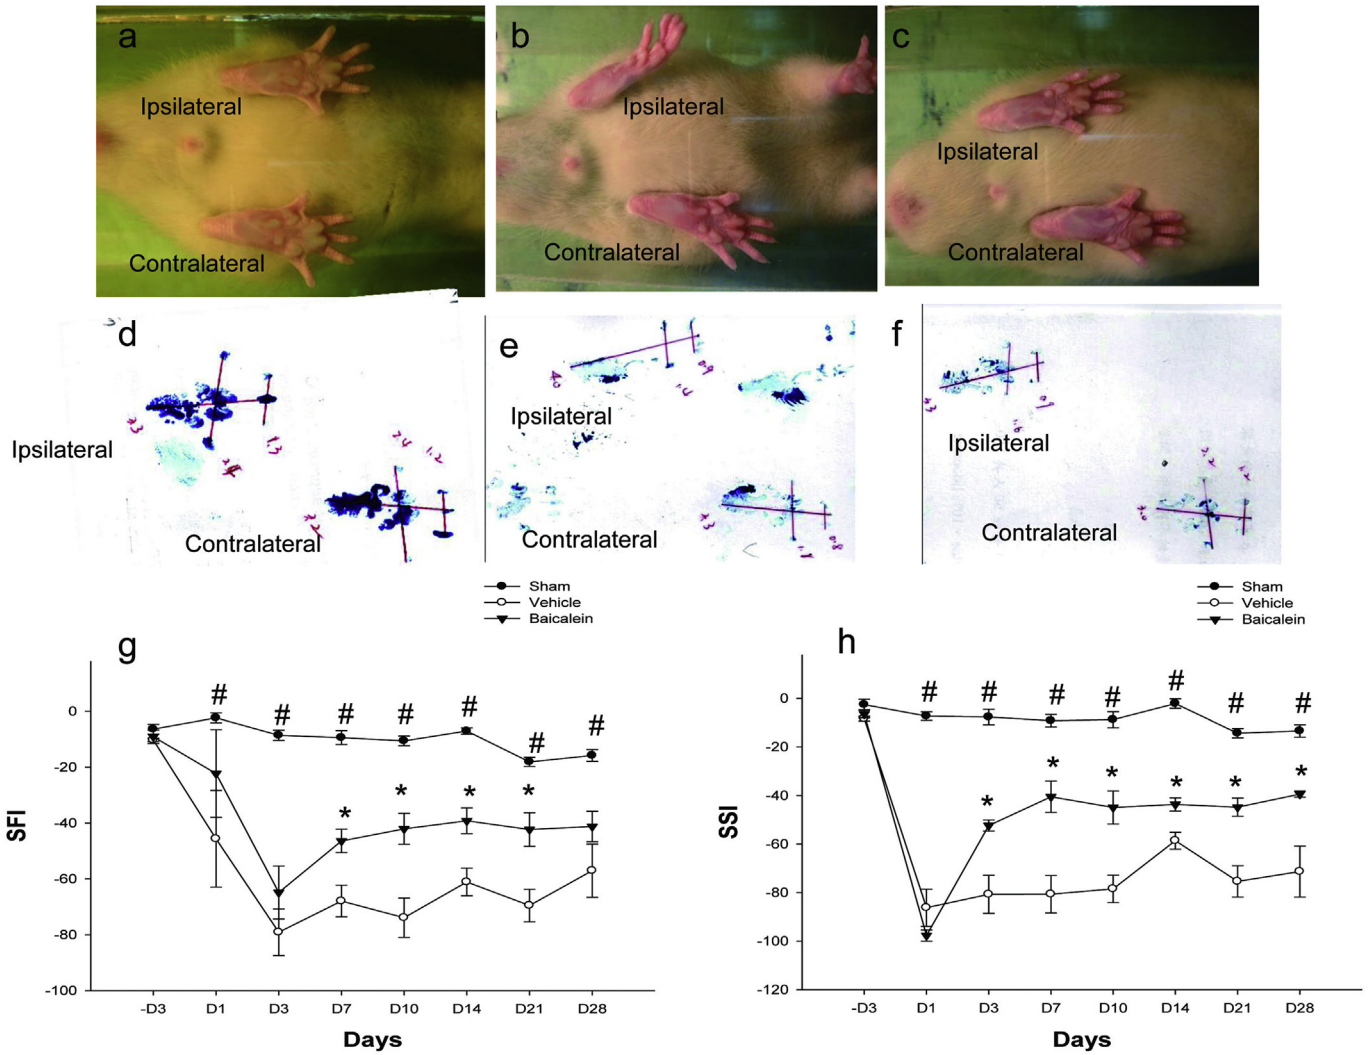 a
b
c
Ipsilateral
Ipsilateral
Ipsilateral
Contralateral
Contralateral
Contralateral
d
e
f
Ipsilateral
Ipsilateral
Ipsilateral
Contralateral
Contralateral
Contralateral
Sham
Vehicle
Baicalein
Sham
Vehicle
Baicalein
g
# # # # # # #
* * * *
0
-20
-40
-60
-80
-100
SFI
-D3 D1 D3 D7 D10 D14 D21 D28
Days
h
# # # # # # #
* * * * * *
0
-20
-40
-60
-80
-100
-120
SSI
-D3 D1 D3 D7 D10 D14 D21 D28
Days